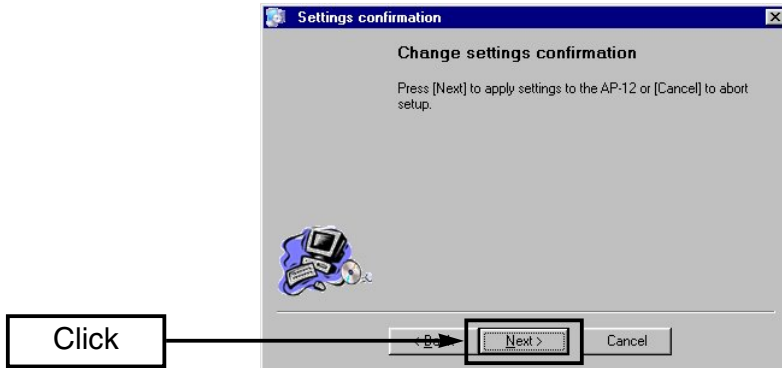 Settings confirmation
Change settings confirmation
Press [Next] to apply settings to the AP-12 or [Cancel] to abort
setup.
Click
Next > Cancel